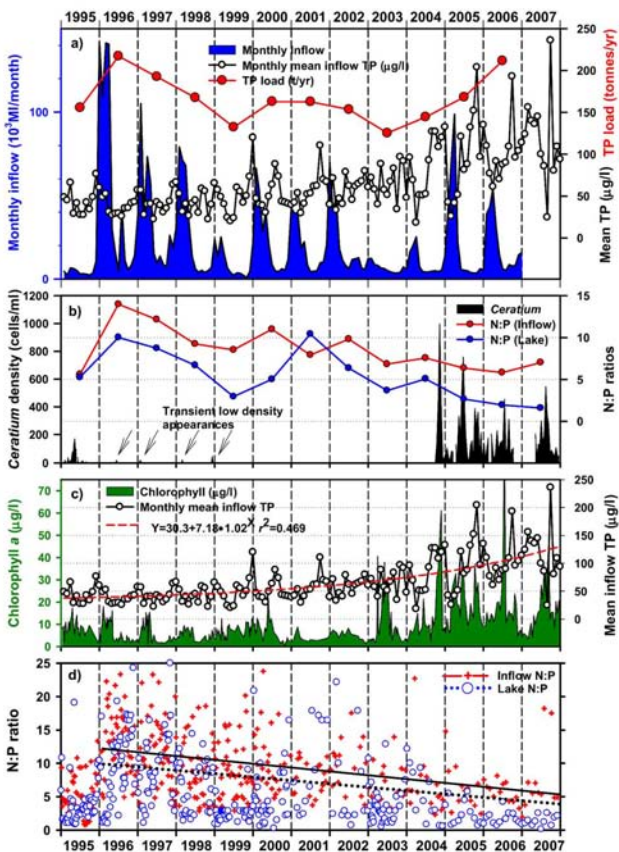 1995 1996 1997 1998 1999 2000 2001 2002 2003 2004 2005 2006 2007
a)
Monthly inflow
Monthly mean inflow TP (µg/l)
TP load (t/yr)
Monthly inflow (10³Ml/month)
100
0
250
200
150
100
50
0
TP load (tonnes/yr)
Mean TP (µg/l)
b)
Ceratium
N:P (Inflow)
N:P (Lake)
Transient low density
appearances
Ceratium density (cells/ml)
1200
1000
800
600
400
200
0
15
10
5
0
N:P ratios
c)
Chlorophyll (µg/l)
Monthly mean inflow TP
Y=30.3+7.18•1.02^X r²=0.469
Chlorophyll a (µg/l)
70
60
50
40
30
20
10
0
250
200
150
100
50
0
Mean inflow TP (µg/l)
d)
Inflow N:P
Lake N:P
N:P ratio
25
20
15
10
5
0
1995 1996 1997 1998 1999 2000 2001 2002 2003 2004 2005 2006 2007